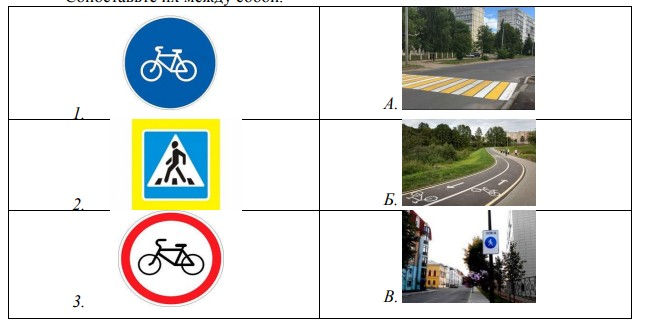 Сопоставьте их между собой.
1.
А.
2.
Б.
3.
В.